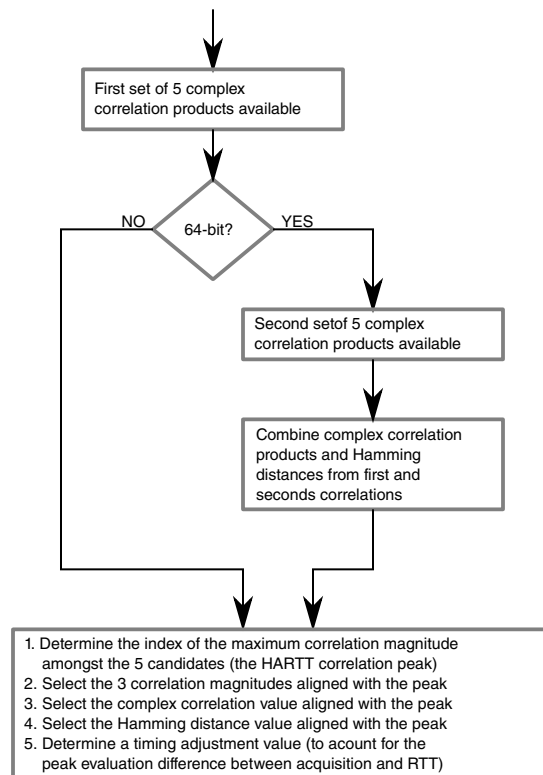 First set of 5 complex
correlation products available
NO
64-bit?
YES
Second setof 5 complex
correlation products available
Combine complex correlation
products and Hamming
distances from first and
seconds correlations
1. Determine the index of the maximum correlation magnitude
amongst the 5 candidates (the HARTT correlation peak)
2. Select the 3 correlation magnitudes aligned with the peak
3. Select the complex correlation value aligned with the peak
4. Select the Hamming distance value aligned with the peak
5. Determine a timing adjustment value (to acount for the
peak evaluation difference between acquisition and RTT)